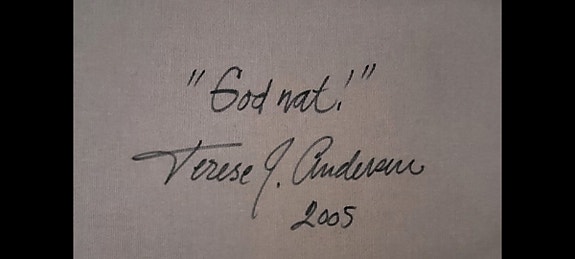 "God nat!"
Terese J. Andersen
2005